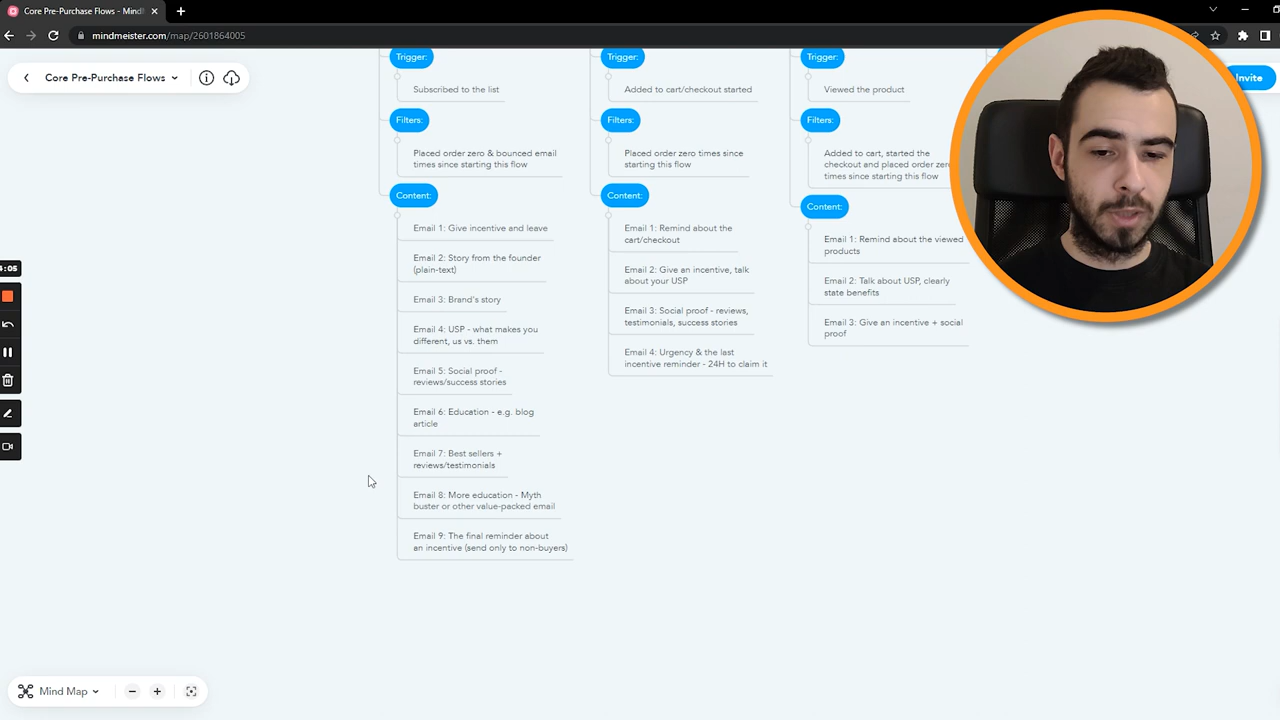 Core Pre-Purchase Flows - Mind
mindmeister.com/map/2601864005
Core Pre-Purchase Flows
Invite
Trigger:
Subscribed to the list
Filters:
Placed order zero & bounced email
times since starting this flow
Content:
Email 1: Give incentive and leave
Email 2: Story from the founder
(plain-text)
Email 3: Brand's story
Email 4: USP - what makes you
different, us vs. them
Email 5: Social proof -
reviews/success stories
Email 6: Education - e.g. blog
article
Email 7: Best sellers +
reviews/testimonials
Email 8: More education - Myth
buster or other value-packed email
Email 9: The final reminder about
an incentive (send only to non-buyers)
Trigger:
Added to cart/checkout started
Filters:
Placed order zero times since
starting this flow
Content:
Email 1: Remind about the
cart/checkout
Email 2: Give an incentive, talk
about your USP
Email 3: Social proof - reviews,
testimonials, success stories
Email 4: Urgency & the last
incentive reminder - 24H to claim it
Trigger:
Viewed the product
Filters:
Added to cart, started the
checkout and placed order zero
times since starting this flow
Content:
Email 1: Remind about the viewed
products
Email 2: Talk about USP, clearly
state benefits
Email 3: Give an incentive + social
proof
4:05
Mind Map